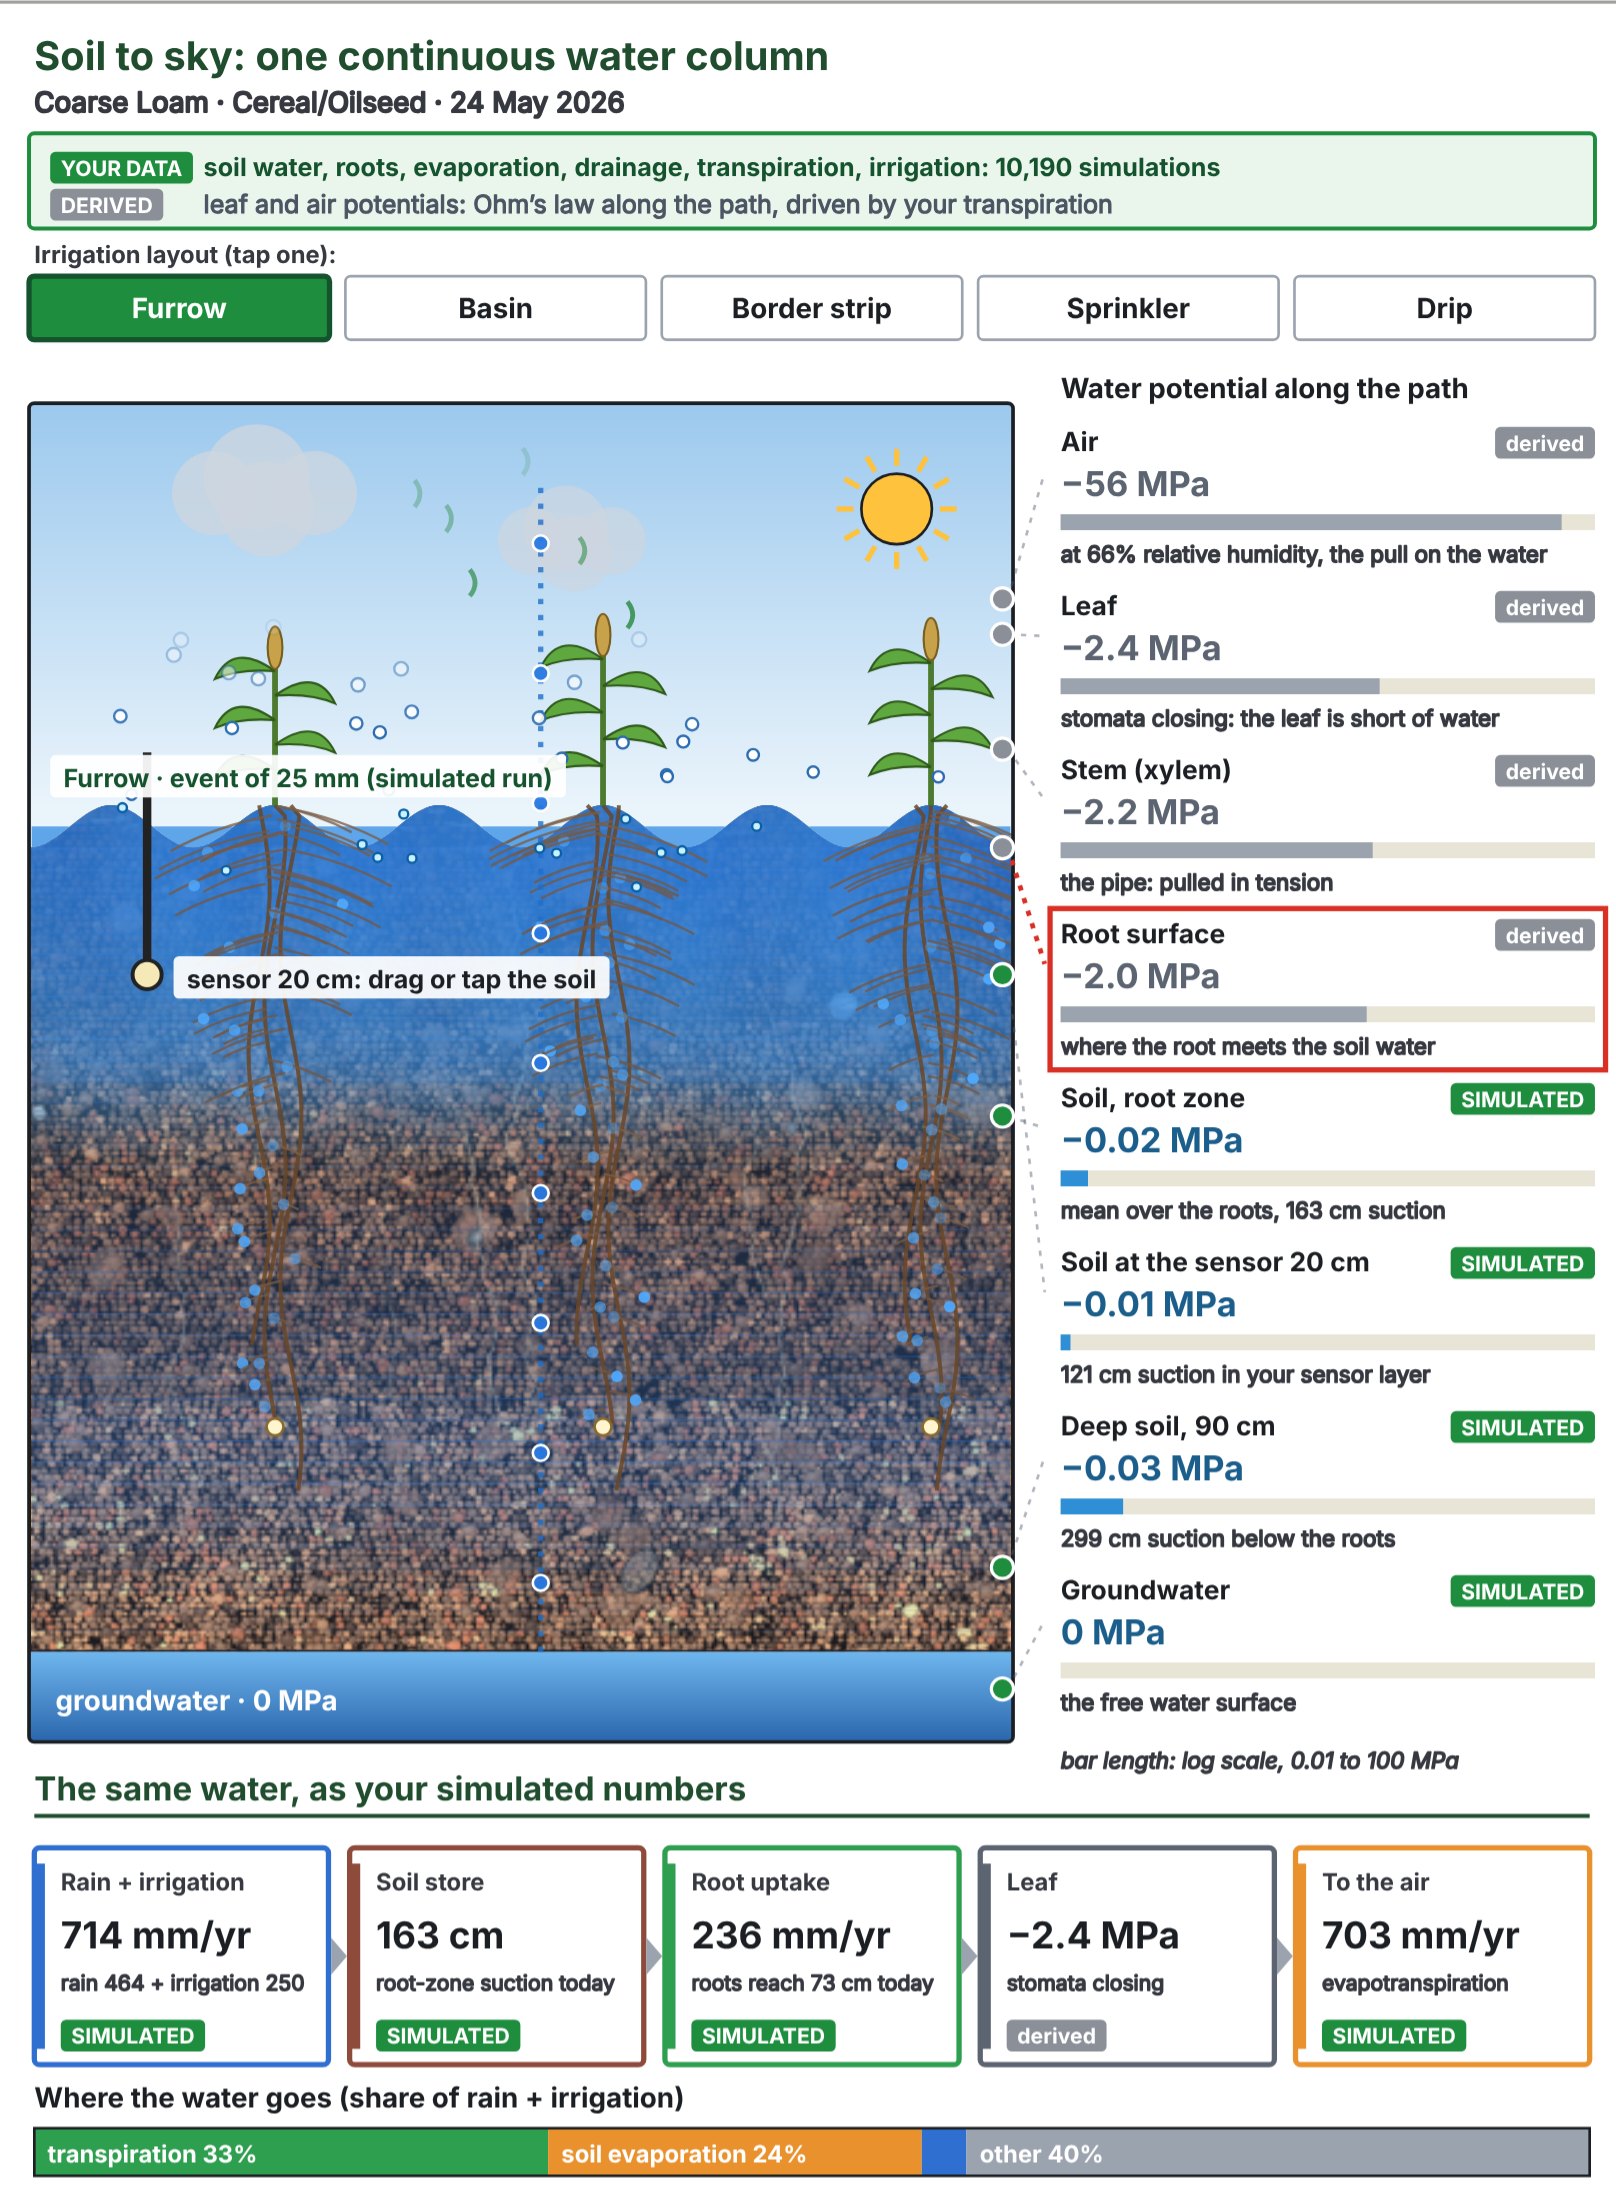 Soil to sky: one continuous water column
Coarse Loam · Cereal/Oilseed · 24 May 2026
YOUR DATA soil water, roots, evaporation, drainage, transpiration, irrigation: 10,190 simulations
DERIVED leaf and air potentials: Ohm's law along the path, driven by your transpiration
Irrigation layout (tap one):
Furrow
Basin
Border strip
Sprinkler
Drip
Furrow · event of 25 mm (simulated run)
sensor 20 cm: drag or tap the soil
groundwater · 0 MPa
Water potential along the path
Air derived
−56 MPa
at 66% relative humidity, the pull on the water
Leaf derived
−2.4 MPa
stomata closing: the leaf is short of water
Stem (xylem) derived
−2.2 MPa
the pipe: pulled in tension
Root surface derived
−2.0 MPa
where the root meets the soil water
Soil, root zone SIMULATED
−0.02 MPa
mean over the roots, 163 cm suction
Soil at the sensor 20 cm SIMULATED
−0.01 MPa
121 cm suction in your sensor layer
Deep soil, 90 cm SIMULATED
−0.03 MPa
299 cm suction below the roots
Groundwater SIMULATED
0 MPa
the free water surface
bar length: log scale, 0.01 to 100 MPa
The same water, as your simulated numbers
Rain + irrigation
714 mm/yr
rain 464 + irrigation 250
SIMULATED
Soil store
163 cm
root-zone suction today
SIMULATED
Root uptake
236 mm/yr
roots reach 73 cm today
SIMULATED
Leaf
−2.4 MPa
stomata closing
derived
To the air
703 mm/yr
evapotranspiration
SIMULATED
Where the water goes (share of rain + irrigation)
transpiration 33%
soil evaporation 24%
other 40%